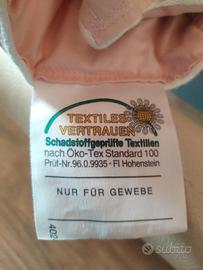 TEXTILES
VERTRAUEN
Schadstoffgeprüfte Textilien
nach Öko-Tex Standard 100
Prüf-Nr.96.0.9935 · FI Hohenstein
NUR FÜR GEWEBE
402
subito